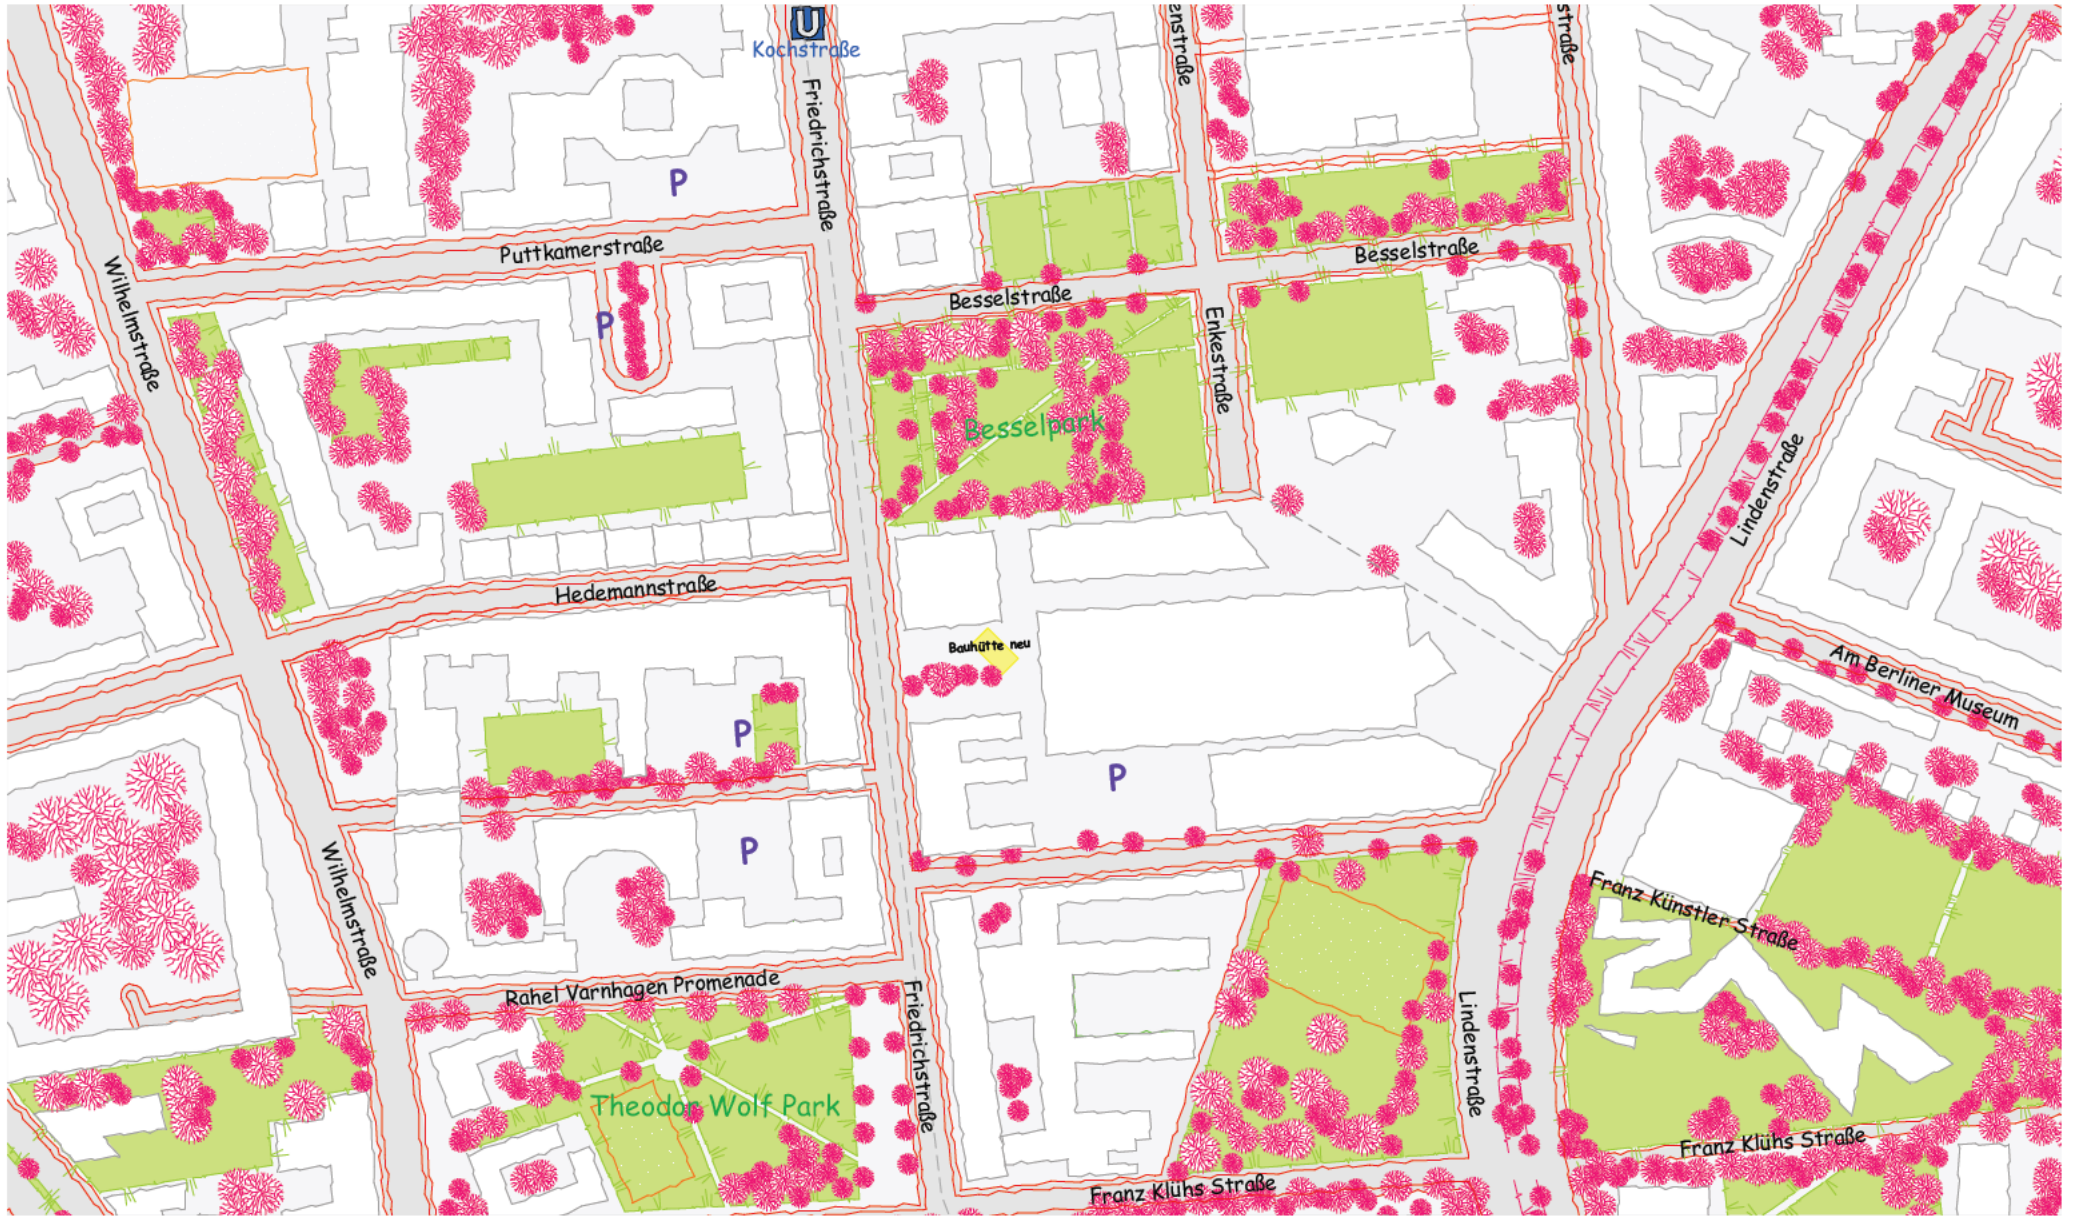 U
Kochstraße
enstraße
straße
Friedrichstraße
P
Puttkamerstraße
Besselstraße
Wilhelmstraße
Besselstraße
P
Enkestraße
Besselpark
Lindenstraße
Hedemannstraße
Bauhütte neu
Am Berliner Museum
P
P
P
Wilhelmstraße
Franz Künstler Straße
Rahel Varnhagen Promenade
Friedrichstraße
Lindenstraße
Theodor Wolf Park
Franz Klühs Straße
Franz Klühs Straße